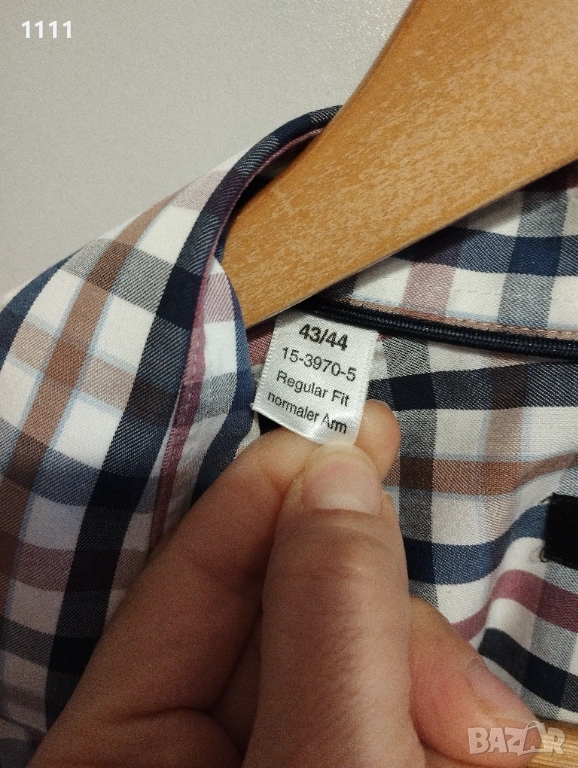 1111
43/44
15-3970-5
Regular Fit
normaler Arm
BAZAR